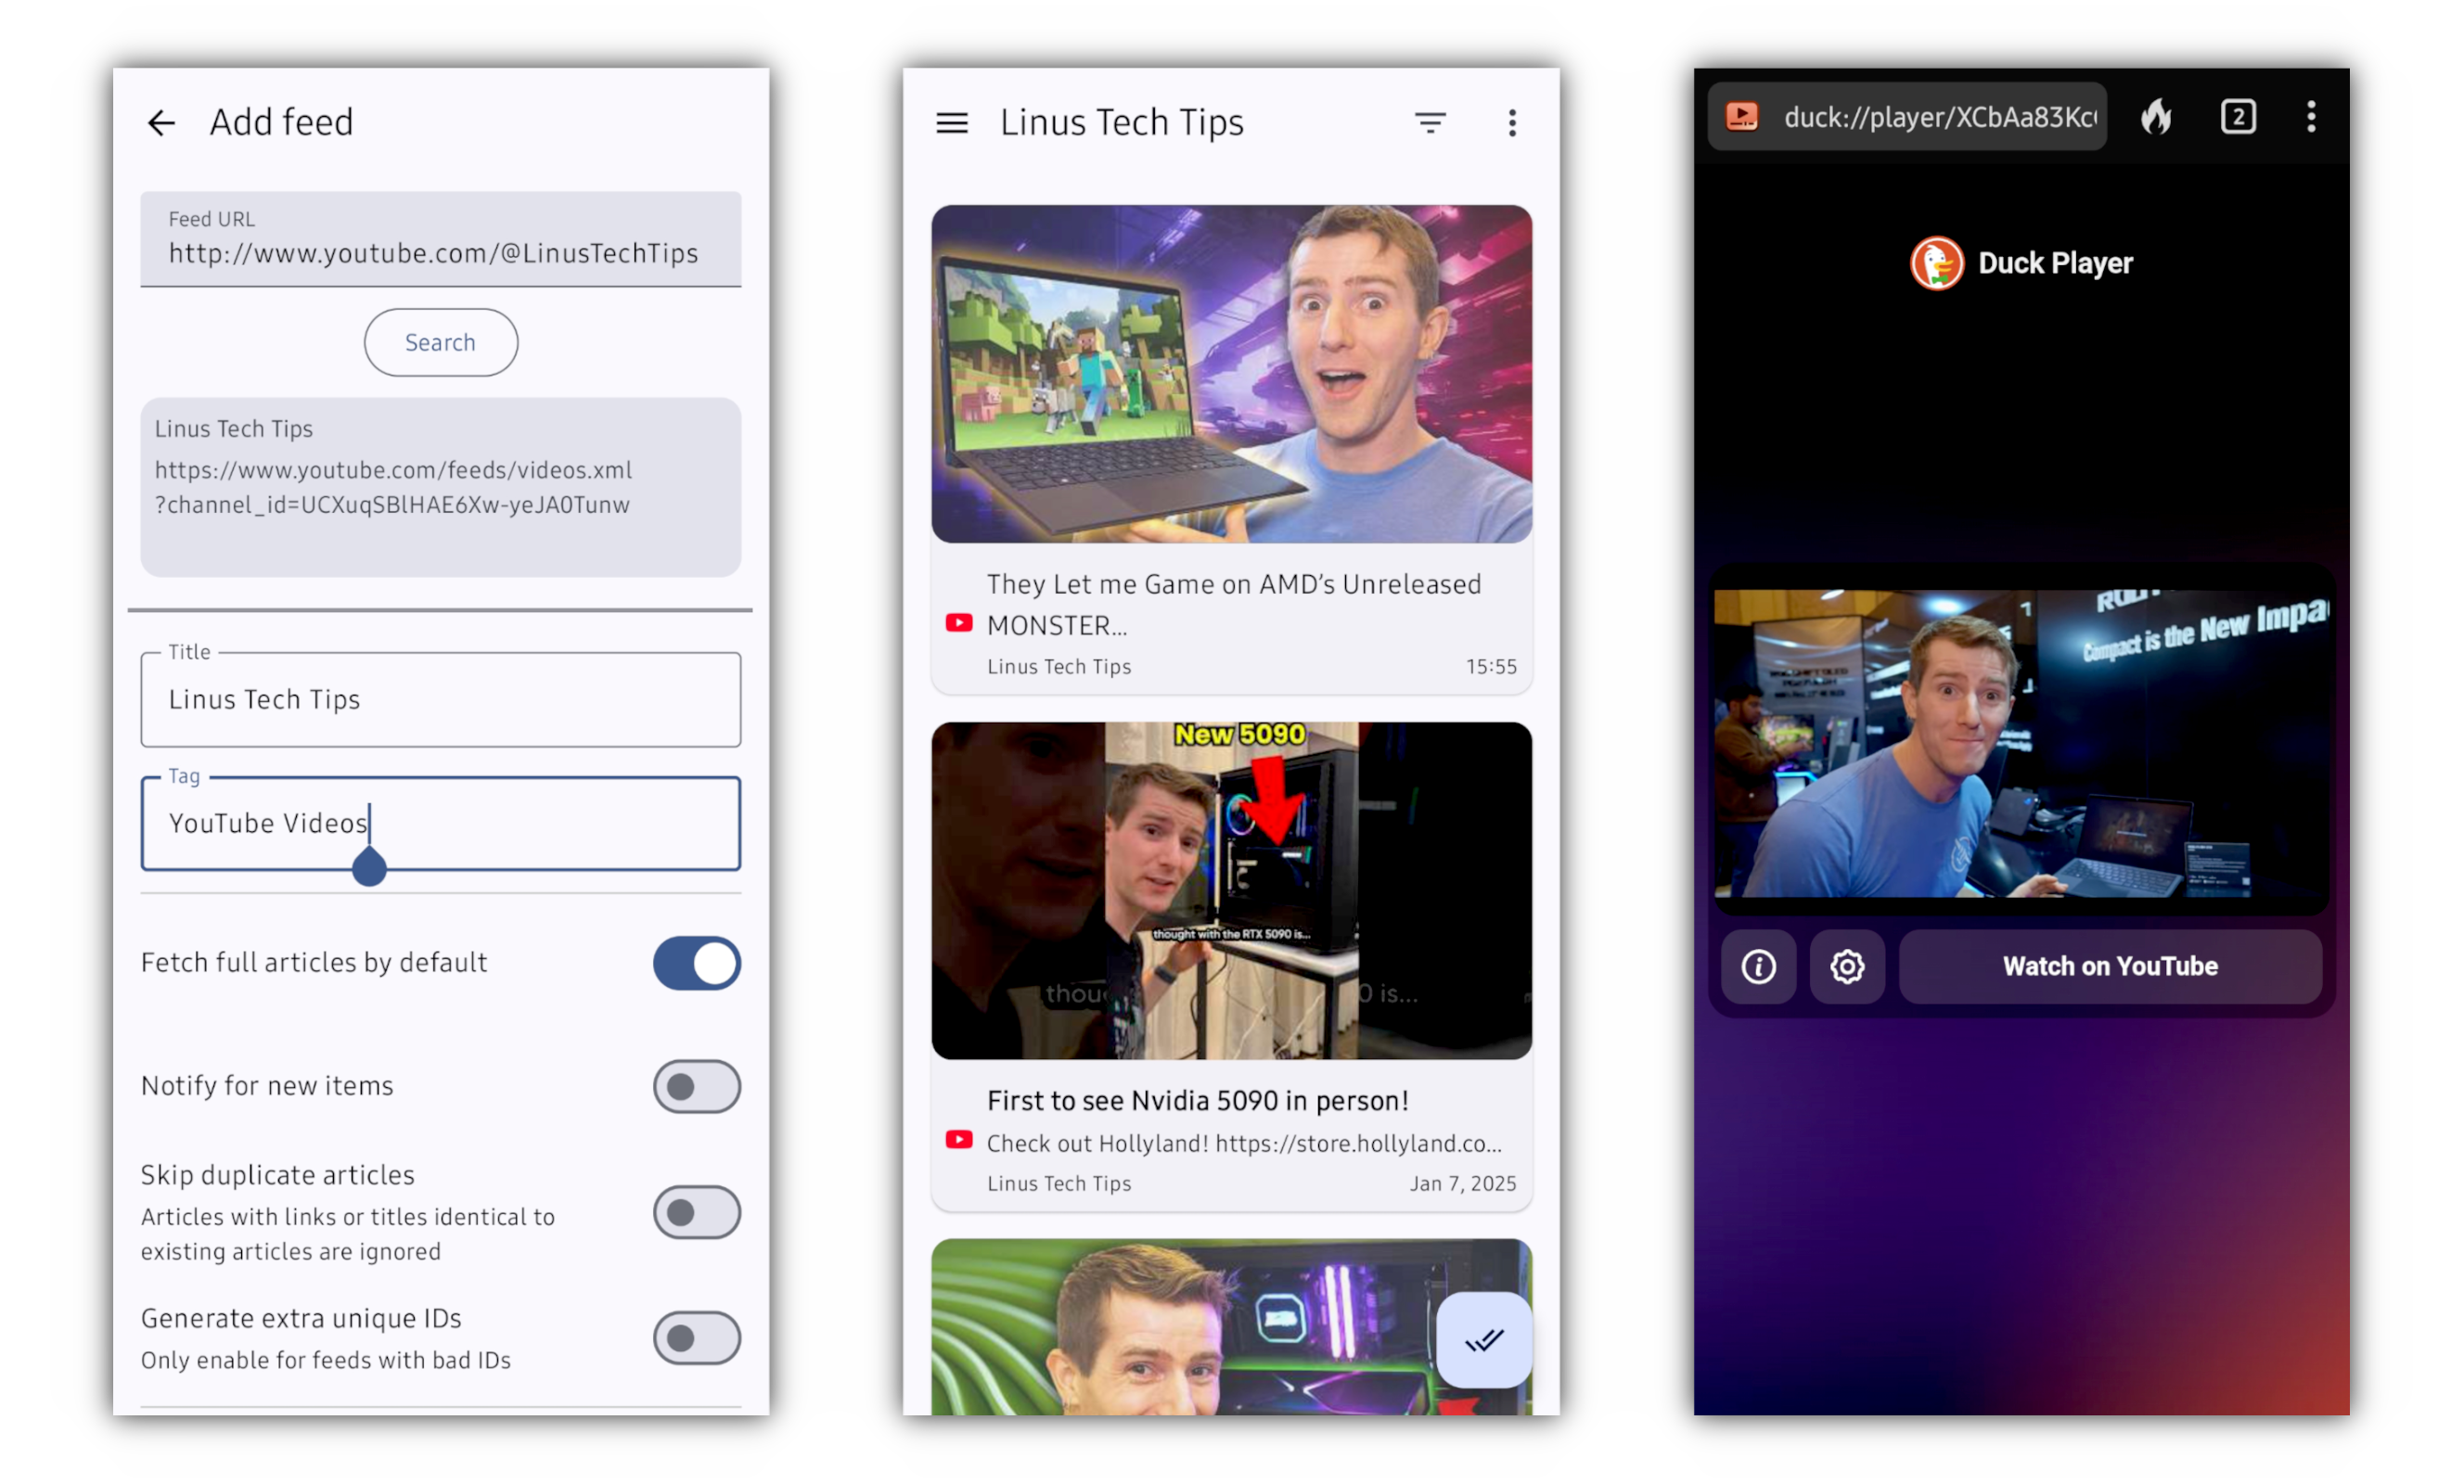 Add feed
Feed URL
http://www.youtube.com/@LinusTechTips
Search
Linus Tech Tips
https://www.youtube.com/feeds/videos.xml
?channel_id=UCXuqSBlHAE6Xw-yeJA0Tunw
Title
Linus Tech Tips
Tag
YouTube Videos
Fetch full articles by default
Notify for new items
Skip duplicate articles
Articles with links or titles identical to
existing articles are ignored
Generate extra unique IDs
Only enable for feeds with bad IDs
Linus Tech Tips
They Let me Game on AMD’s Unreleased
MONSTER...
Linus Tech Tips
15:55
New 5090
thought with the RTX 5090 is...
thou
0 is...
First to see Nvidia 5090 in person!
Check out Hollyland! https://store.hollyland.co...
Linus Tech Tips
Jan 7, 2025
duck://player/XCbAa83Kc
2
Duck Player
Compact is the New Impa
Watch on YouTube